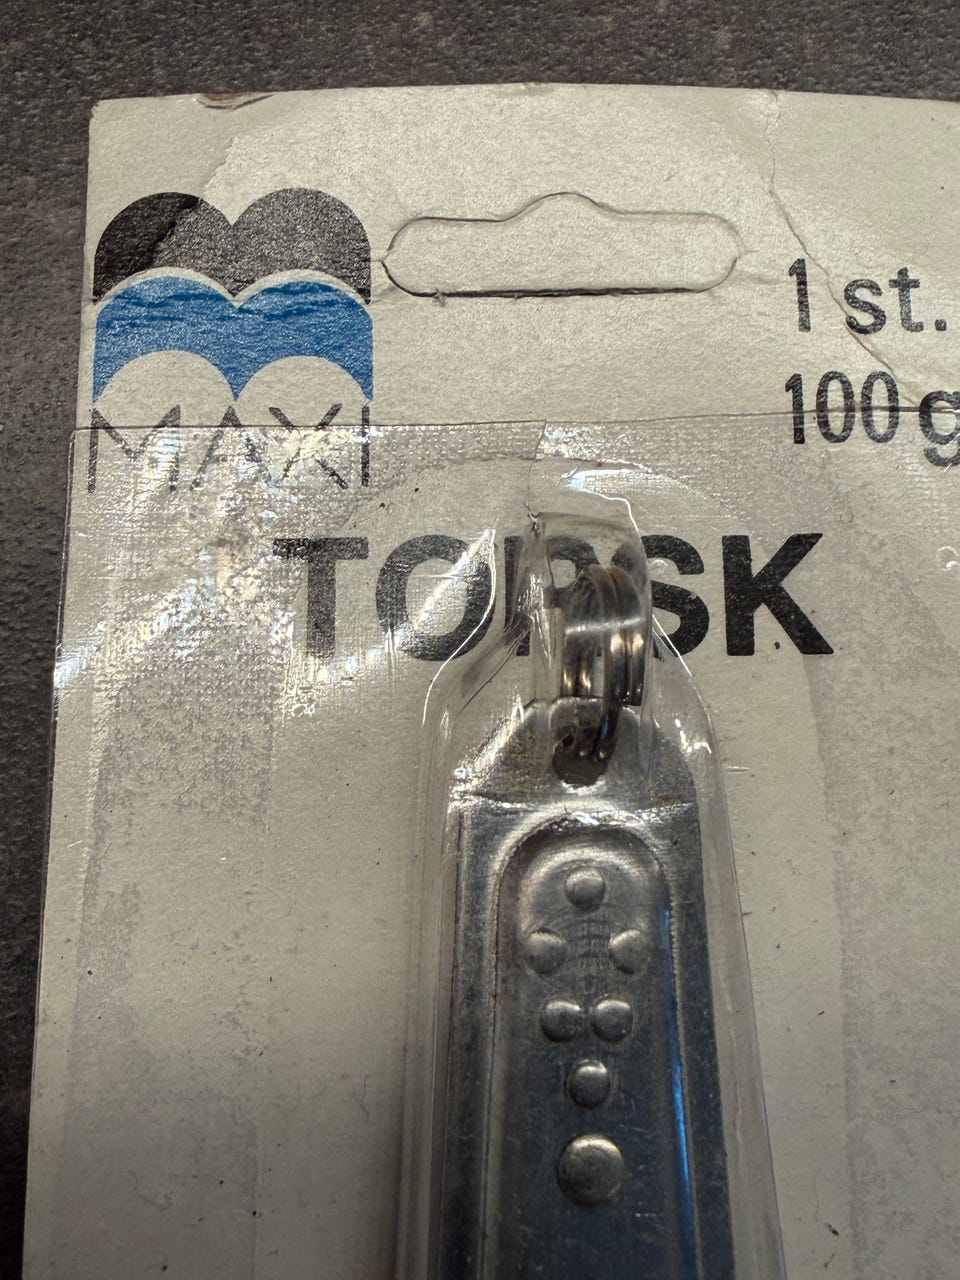 MAXI
1 st.
100 g
TORSK